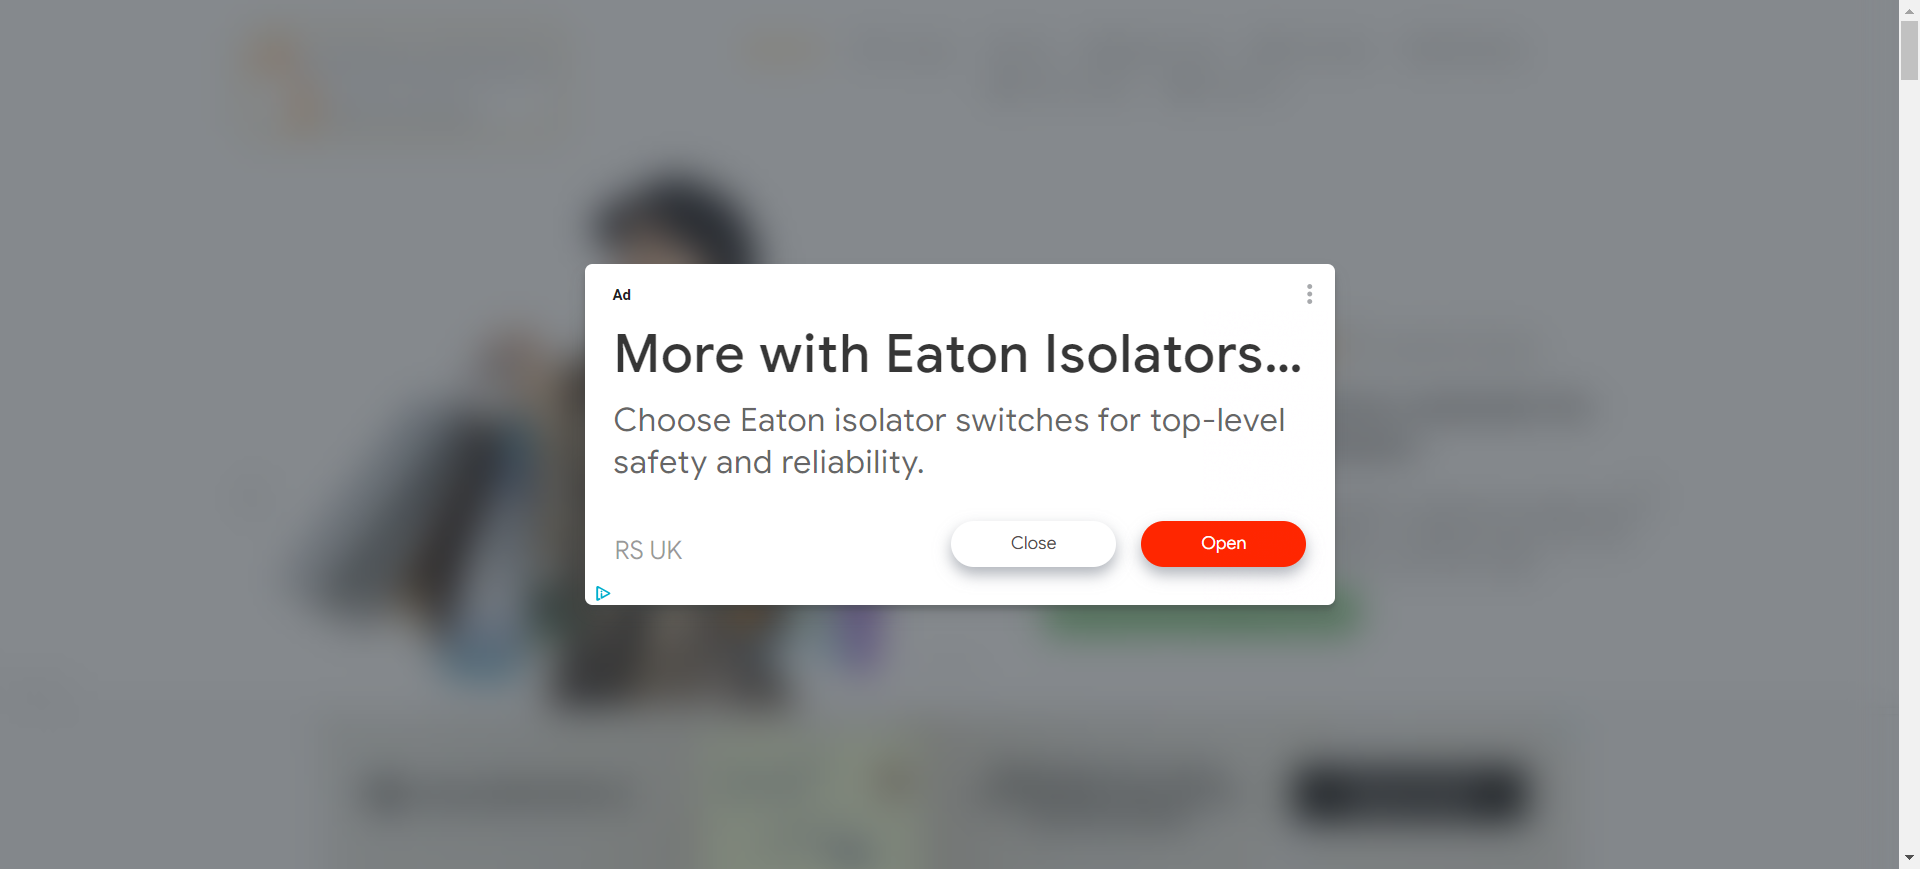 Ad
More with Eaton Isolators...
Choose Eaton isolator switches for top-level
safety and reliability.
RS UK
Close
Open